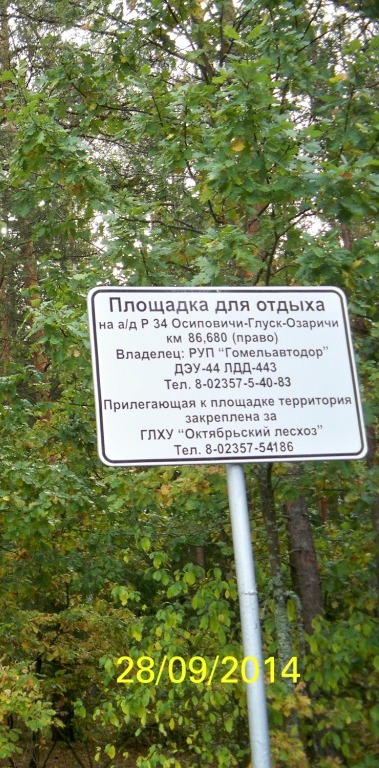 Площадка для отдыха
на а/д Р 34 Осиповичи-Глуск-Озаричи
км 86,680 (право)
Владелец: РУП "Гомельавтодор"
ДЭУ-44 ЛДД-443
Тел. 8-02357-5-40-83
Прилегающая к площадке территория
закреплена за
ГЛХУ "Октябрьский лесхоз"
Тел. 8-02357-54186
28/09/2014